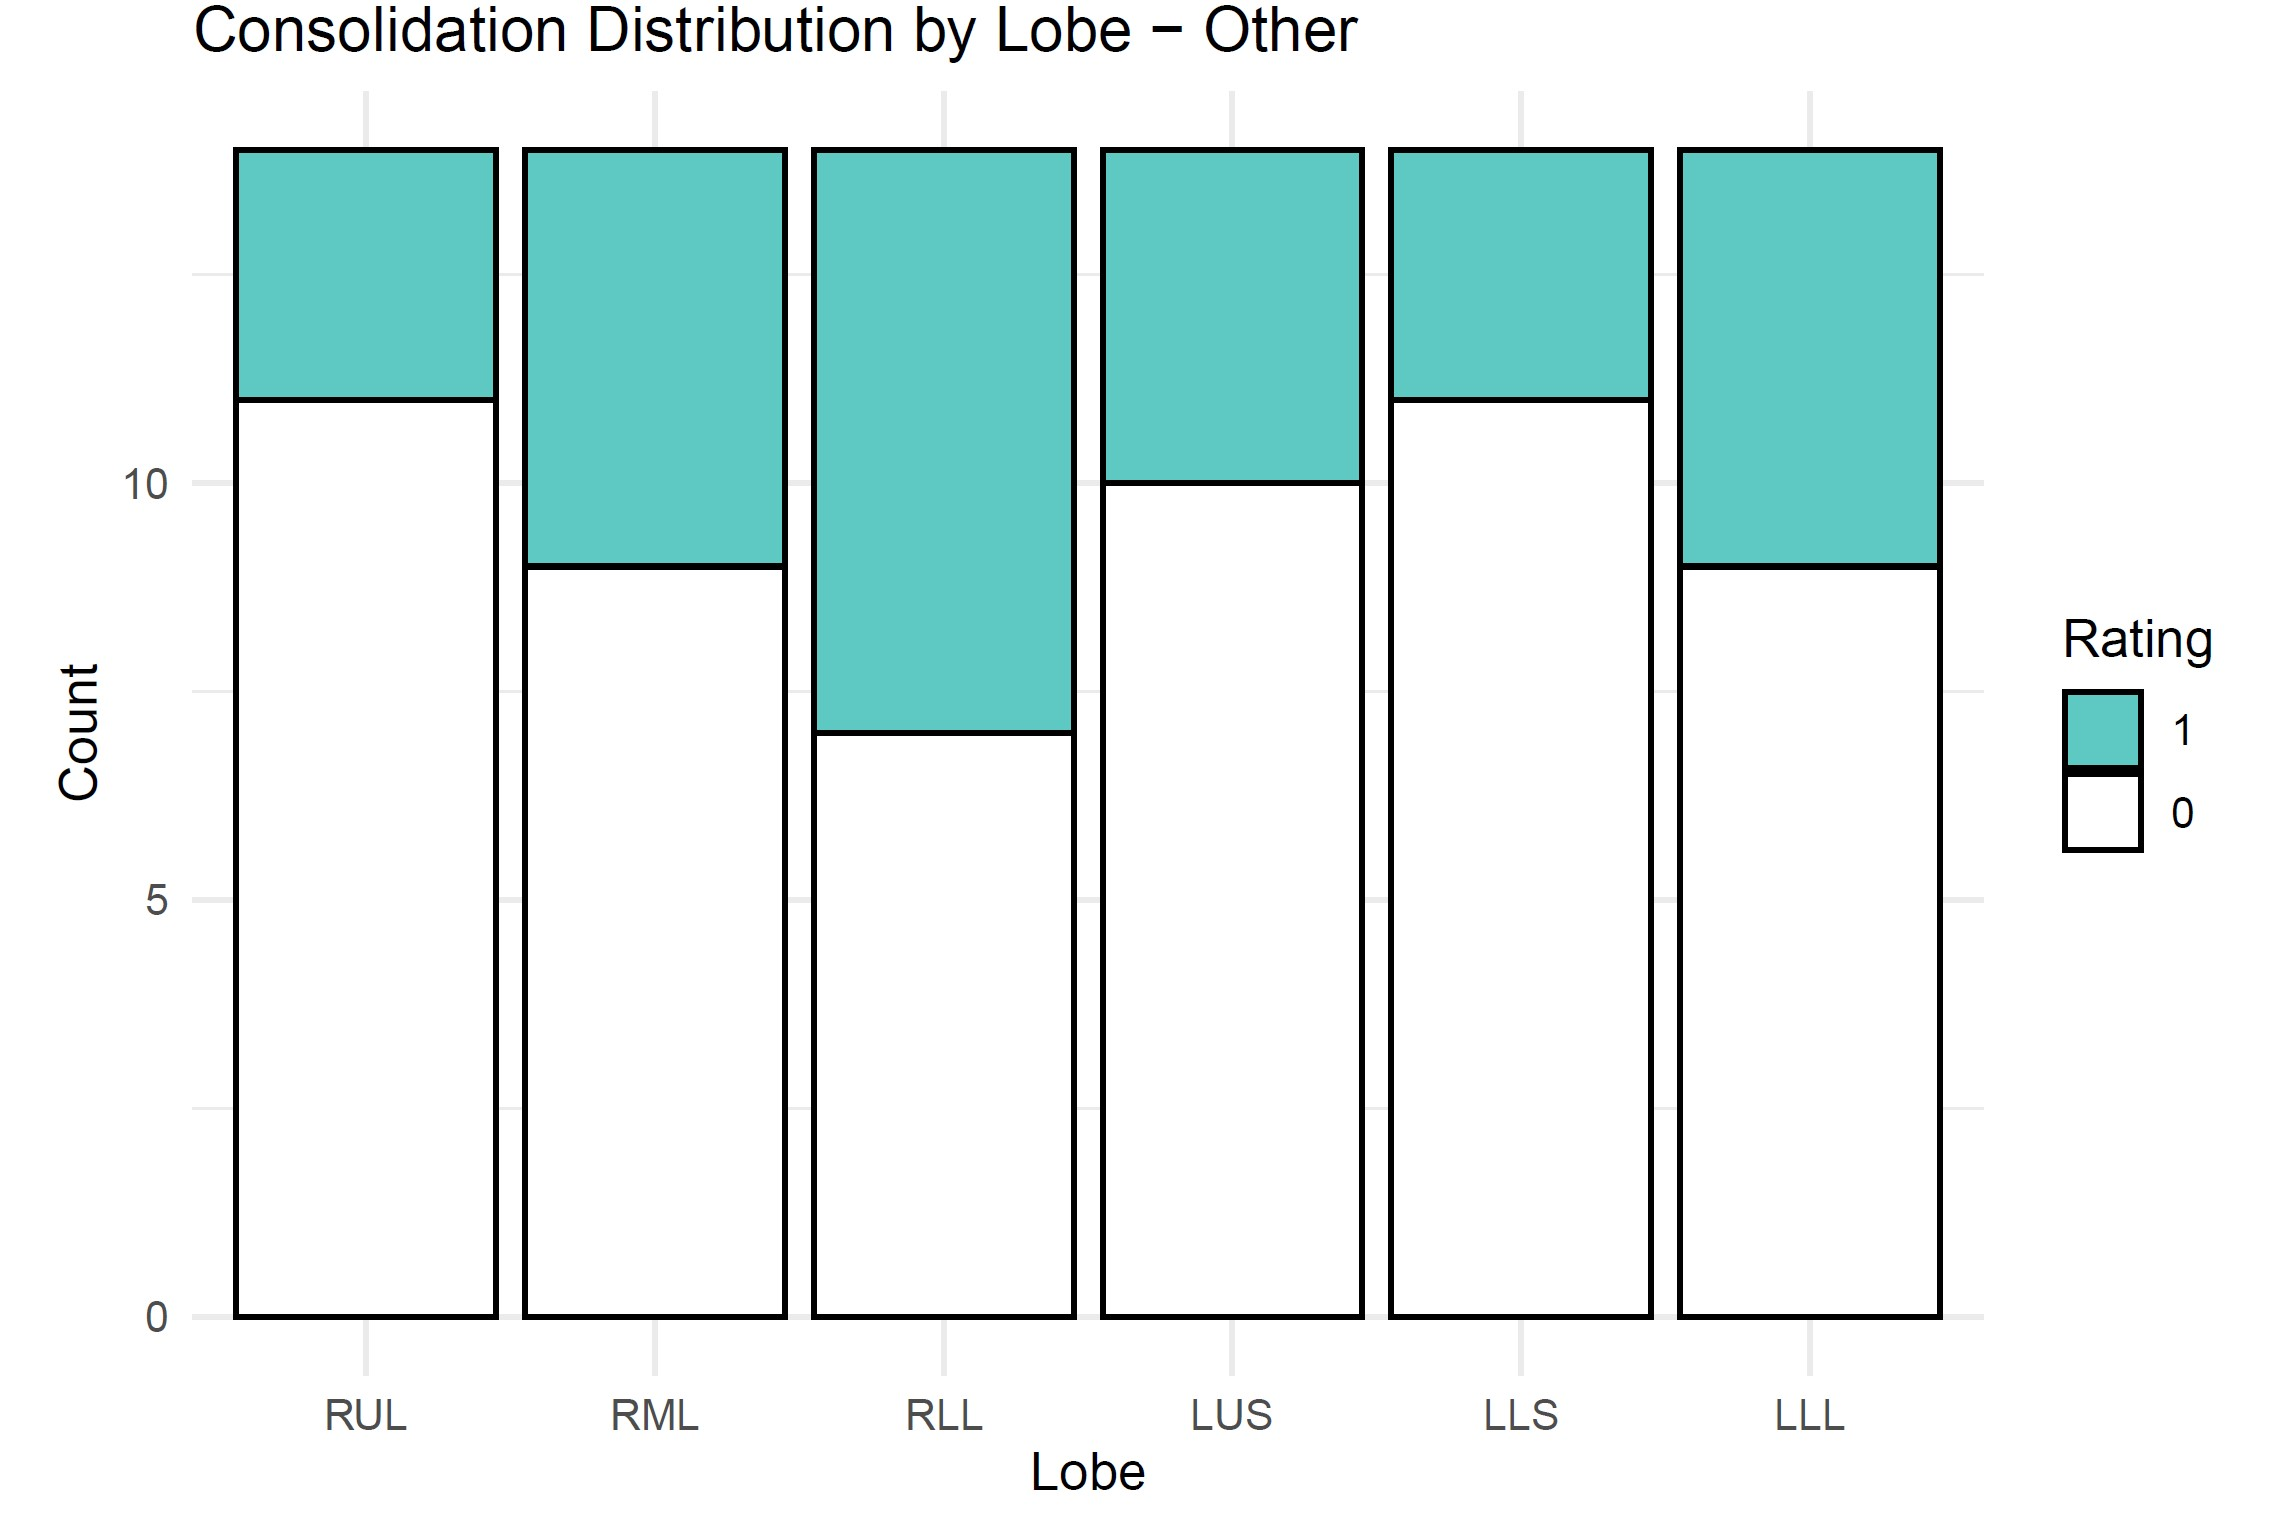 Consolidation Distribution by Lobe − Other
Count
10
5
0
RUL RML RLL LUS LLS LLL
Lobe
Rating
1
0